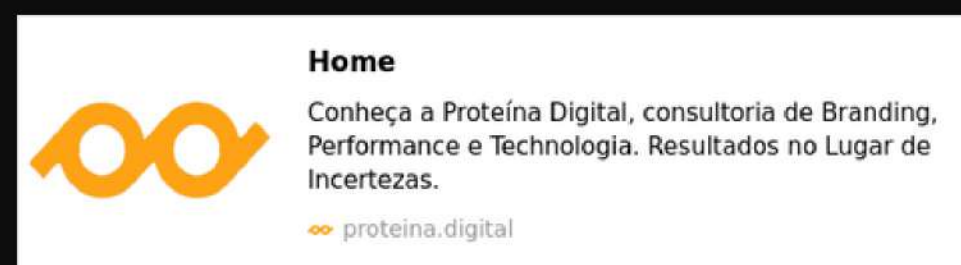 Home
Conheça a Proteína Digital, consultoria de Branding,
Performance e Technologia. Resultados no Lugar de
Incertezas.
proteina.digital